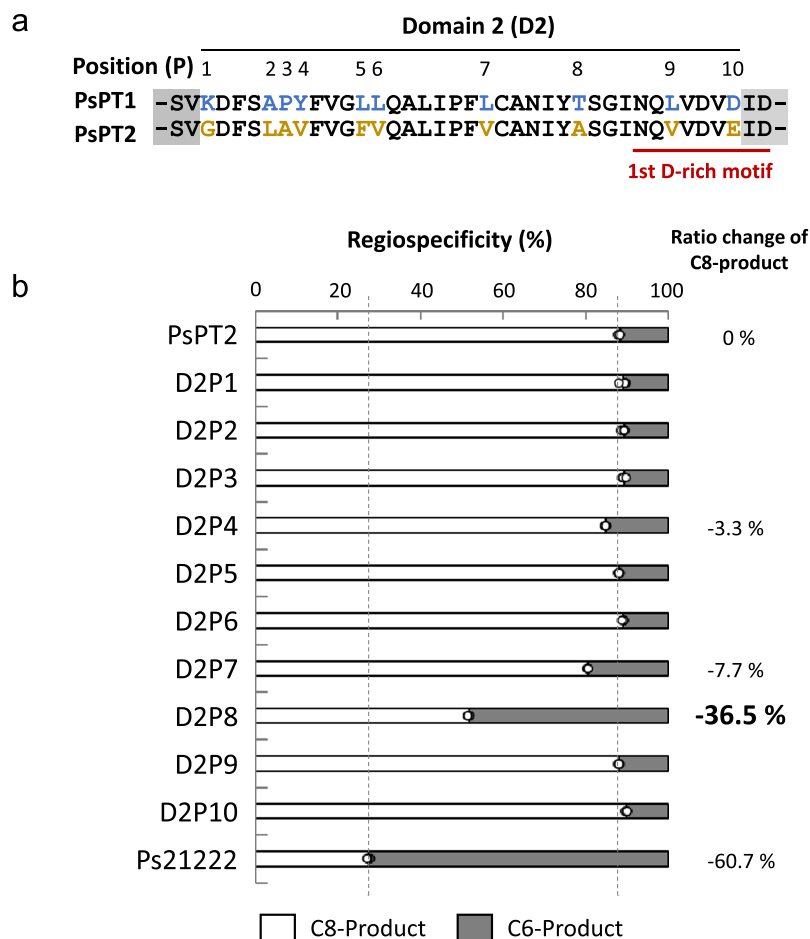 a
Domain 2 (D2)
Position (P) 1 2 3 4 5 6 7 8 9 10
PsPT1 –SVKDFSAPYFVGLLQALIPFLCANIYTSGINQLVDVDID–
PsPT2 –SVGDFSLAVFVGFVQALIPFVCANIYASGINQVVDVEID–
1st D-rich motif
b
Regiospecificity (%)
Ratio change of
C8-product
0 20 40 60 80 100
PsPT2 0 %
D2P1
D2P2
D2P3
D2P4 -3.3 %
D2P5
D2P6
D2P7 -7.7 %
D2P8 -36.5 %
D2P9
D2P10
Ps21222 -60.7 %
C8-Product C6-Product